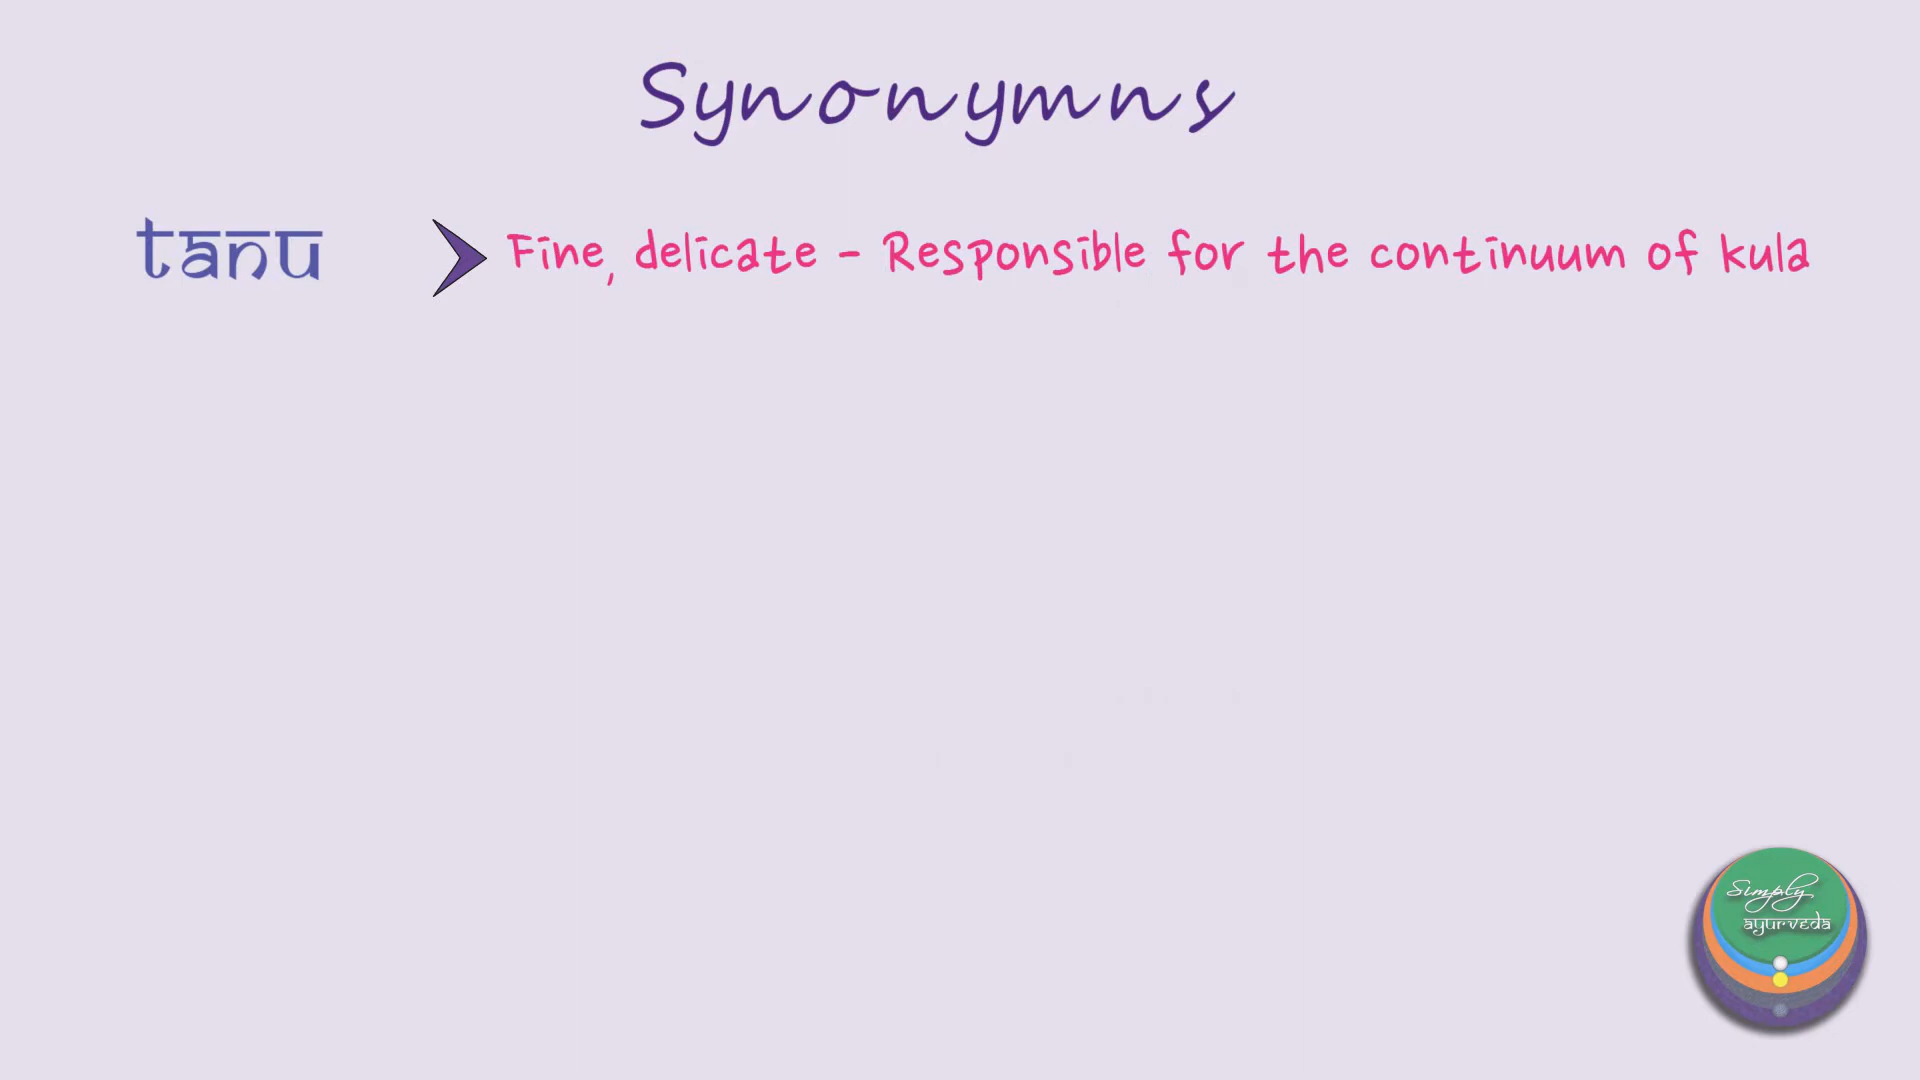 Synonymns
tanu Fine, delicate - Responsible for the continuum of kula
Simply
ayurveda